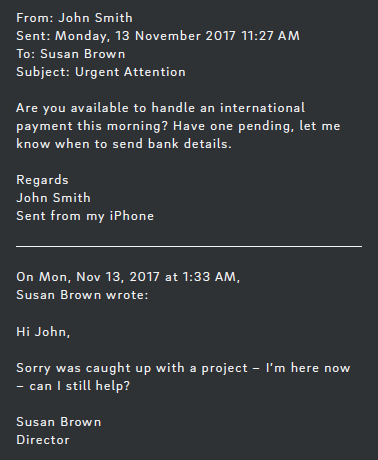 From: John Smith
Sent: Monday, 13 November 2017 11:27 AM
To: Susan Brown
Subject: Urgent Attention
Are you available to handle an international
payment this morning? Have one pending, let me
know when to send bank details.
Regards
John Smith
Sent from my iPhone
On Mon, Nov 13, 2017 at 1:33 AM,
Susan Brown wrote:
Hi John,
Sorry was caught up with a project – I'm here now
– can I still help?
Susan Brown
Director